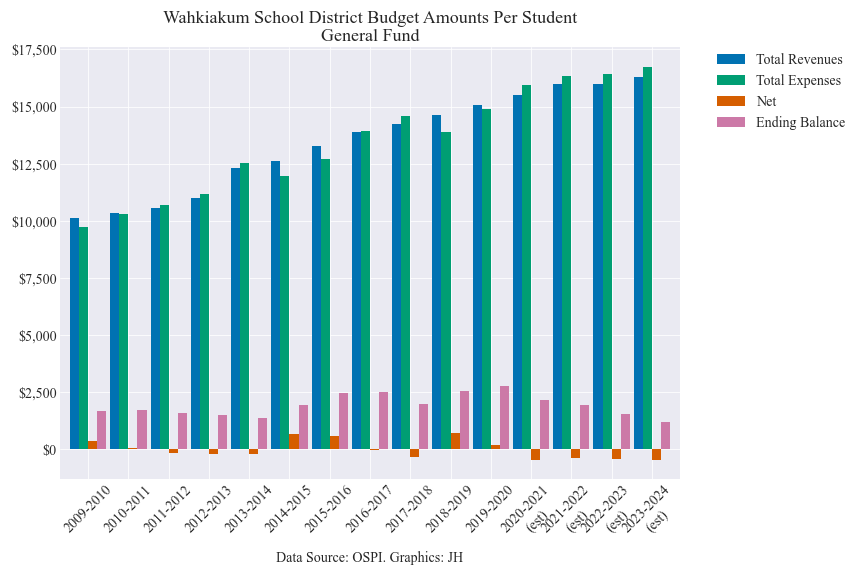 Wahkiakum School District Budget Amounts Per Student
General Fund
$17,500
$15,000
$12,500
$10,000
$7,500
$5,000
$2,500
$0
Total Revenues
Total Expenses
Net
Ending Balance
2009-2010
2010-2011
2011-2012
2012-2013
2013-2014
2014-2015
2015-2016
2016-2017
2017-2018
2018-2019
2019-2020
2020-2021
(est)
2021-2022
(est)
2022-2023
(est)
2023-2024
(est)
Data Source: OSPI. Graphics: JH